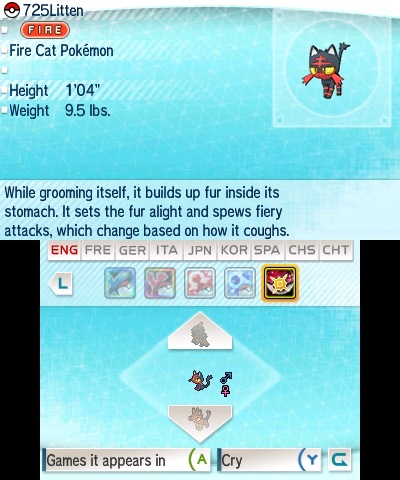 725Litten
FIRE
Fire Cat Pokémon
Height 1'04"
Weight 9.5 lbs.
While grooming itself, it builds up fur inside its
stomach. It sets the fur alight and spews fiery
attacks, which change based on how it coughs.
ENG FRE GER ITA JPN KOR SPA CHS CHT
L
♂
♀
Games it appears in (A
Cry (Y